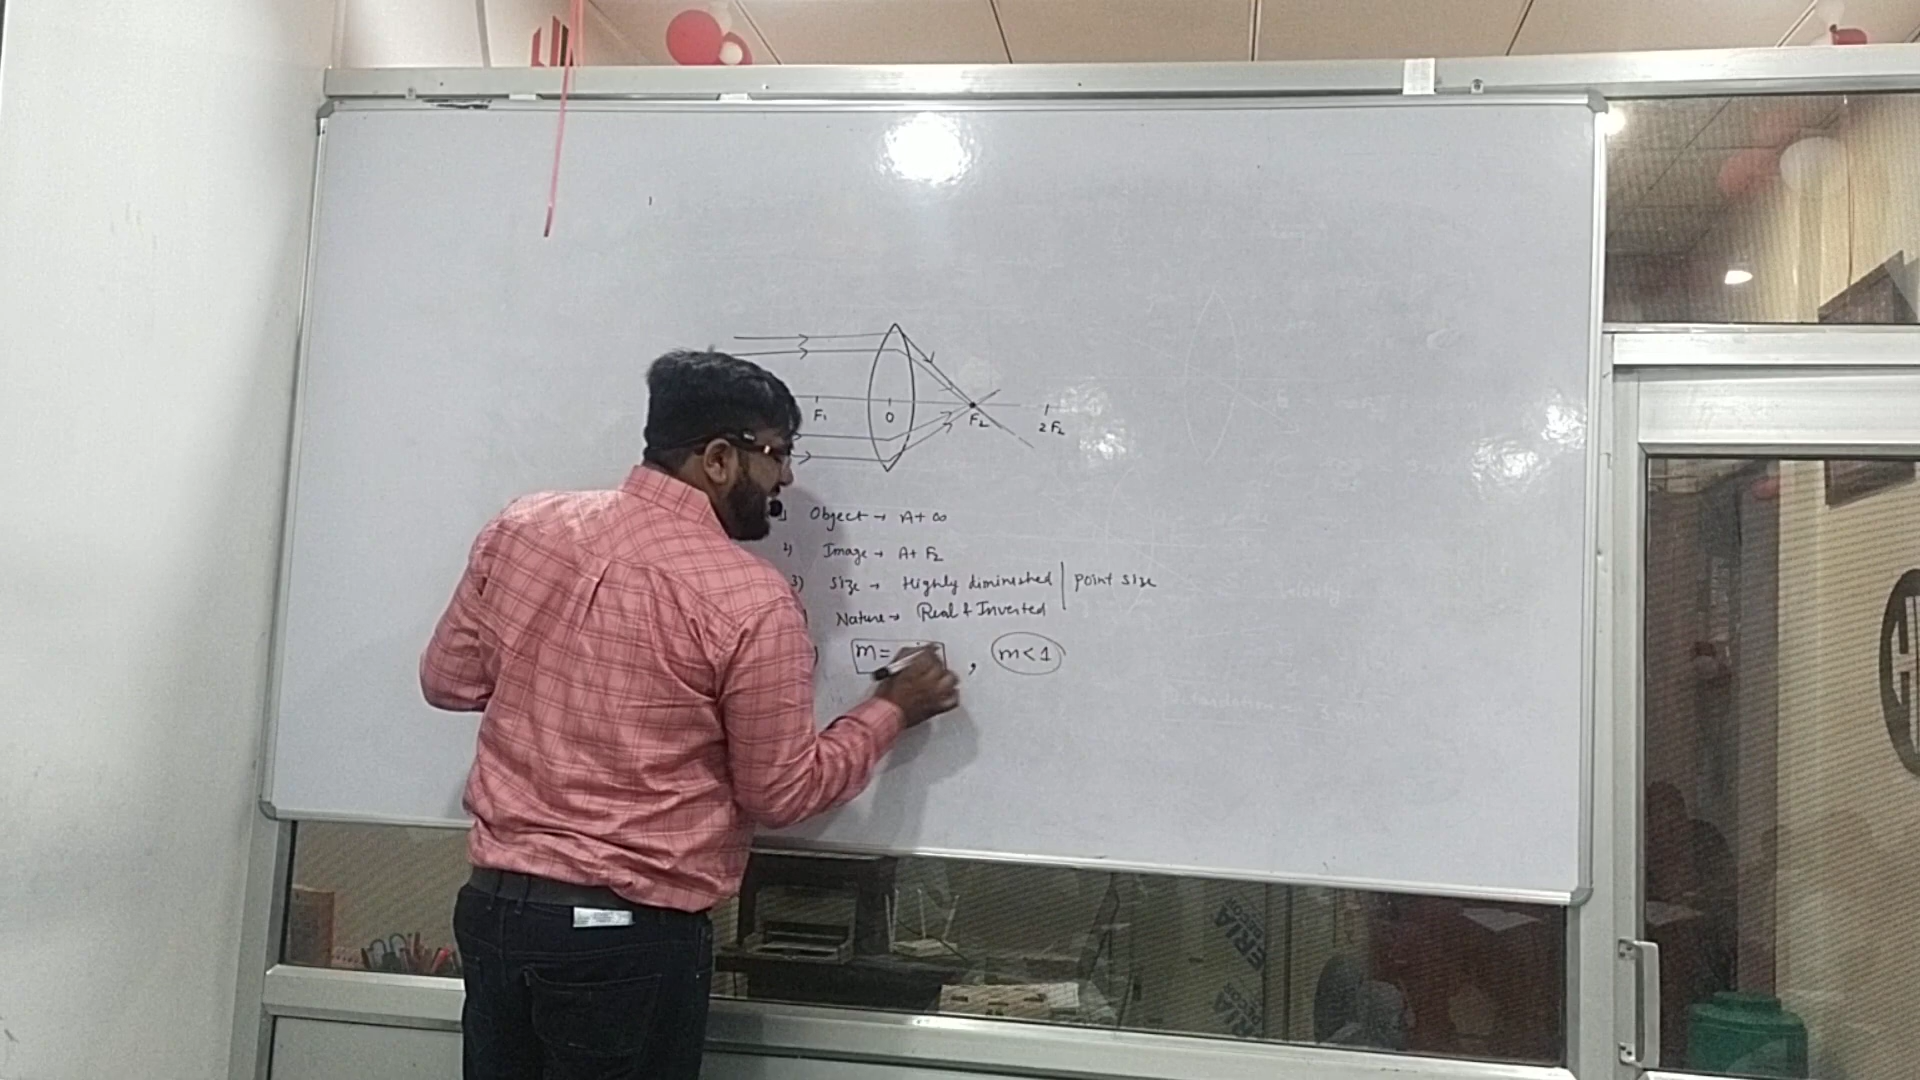 F1 O F2 2F2
1) Object → At ∞
2) Image → At F2
3) Size → Highly diminished | point size
Nature → Real & Inverted
m = , m<1